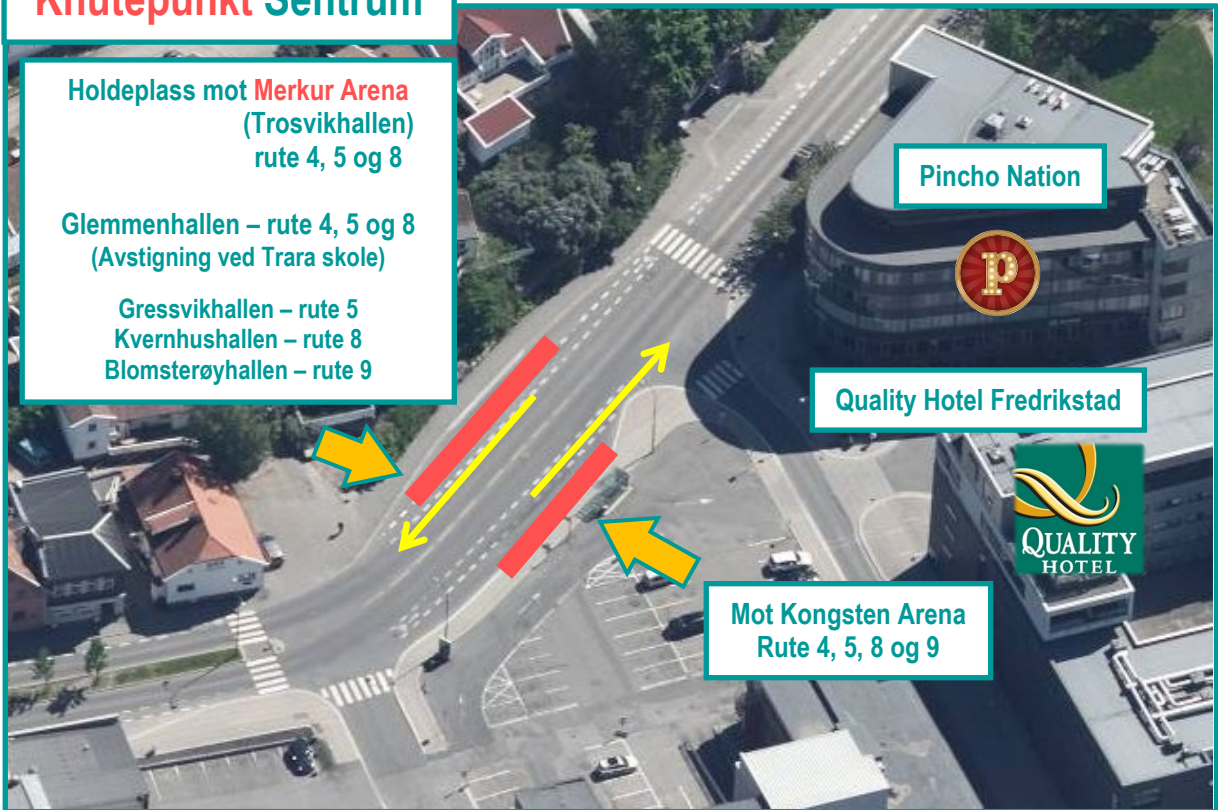 Knutepunkt Sentrum
Holdeplass mot Merkur Arena
(Trosvikhallen)
rute 4, 5 og 8
Glemmenhallen – rute 4, 5 og 8
(Avstigning ved Trara skole)
Gressvikhallen – rute 5
Kvernhushallen – rute 8
Blomsterøyhallen – rute 9
Pincho Nation
p
Quality Hotel Fredrikstad
QUALITY
HOTEL
Mot Kongsten Arena
Rute 4, 5, 8 og 9